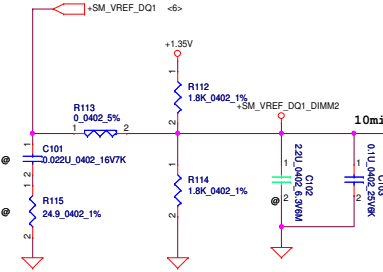 +SM_VREF_DQ1 <6>
+1.35V
1
R112
1.8K_0402_1%
2
+SM_VREF_DQ1_DIMM2
R113
0_0402_5%
1 2
10mi
C101
0.022U_0402_16V7K
1
2
@
R115
24.9_0402_1%
1
2
@
R114
1.8K_0402_1%
1
2
C102
2.2U_0402_6.3V6M
1
2
@
C103
0.1U_0402_25V6K
1
2